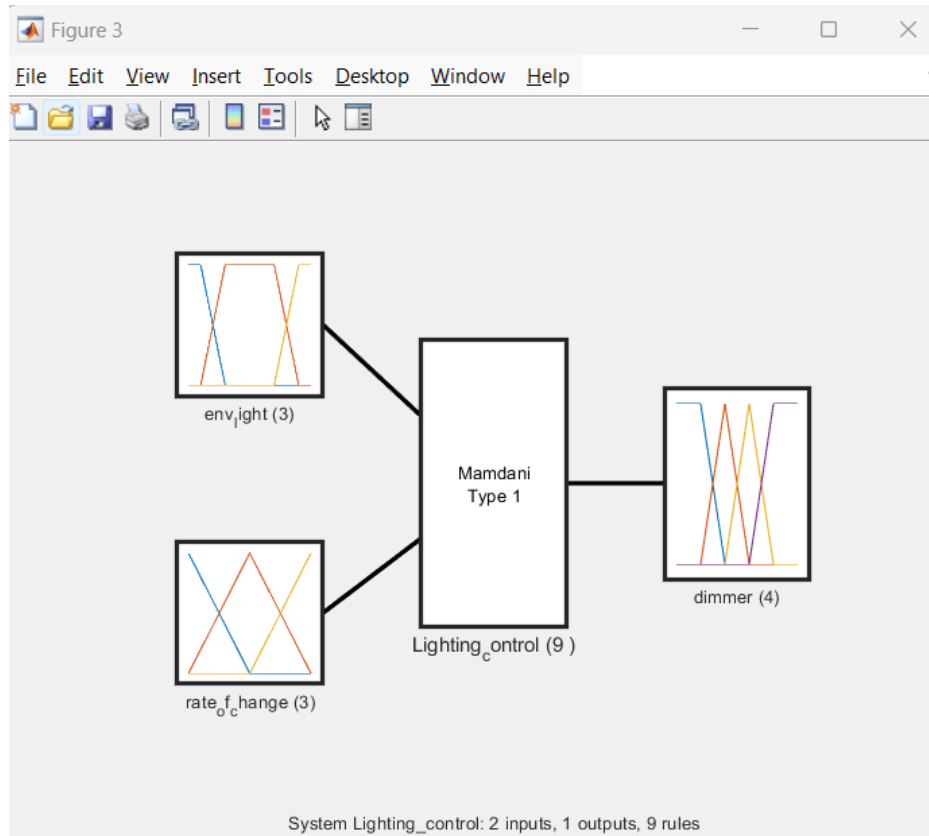 Figure 3
File Edit View Insert Tools Desktop Window Help
env_light (3)
Mamdani
Type 1
dimmer (4)
Lighting_control (9 )
rate_of_change (3)
System Lighting_control: 2 inputs, 1 outputs, 9 rules